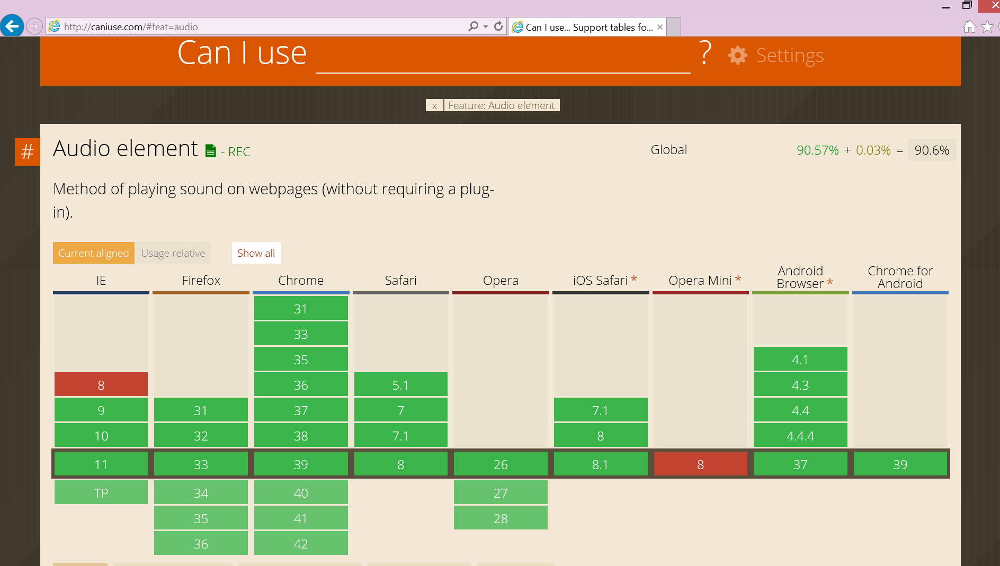 http://caniuse.com/#feat=audio
Can I use... Support tables fo...
Can I use ? Settings
x Feature: Audio element
# Audio element - REC
Global 90.57% + 0.03% = 90.6%
Method of playing sound on webpages (without requiring a plug-
in).
Current aligned Usage relative Show all
IE Firefox Chrome Safari Opera iOS Safari * Opera Mini * Android Browser * Chrome for Android
31
33
35 4.1
8 36 5.1 4.3
9 31 37 7 7.1 4.4
10 32 38 7.1 8 4.4.4
11 33 39 8 26 8.1 8 37 39
TP 34 40 27
35 41 28
36 42